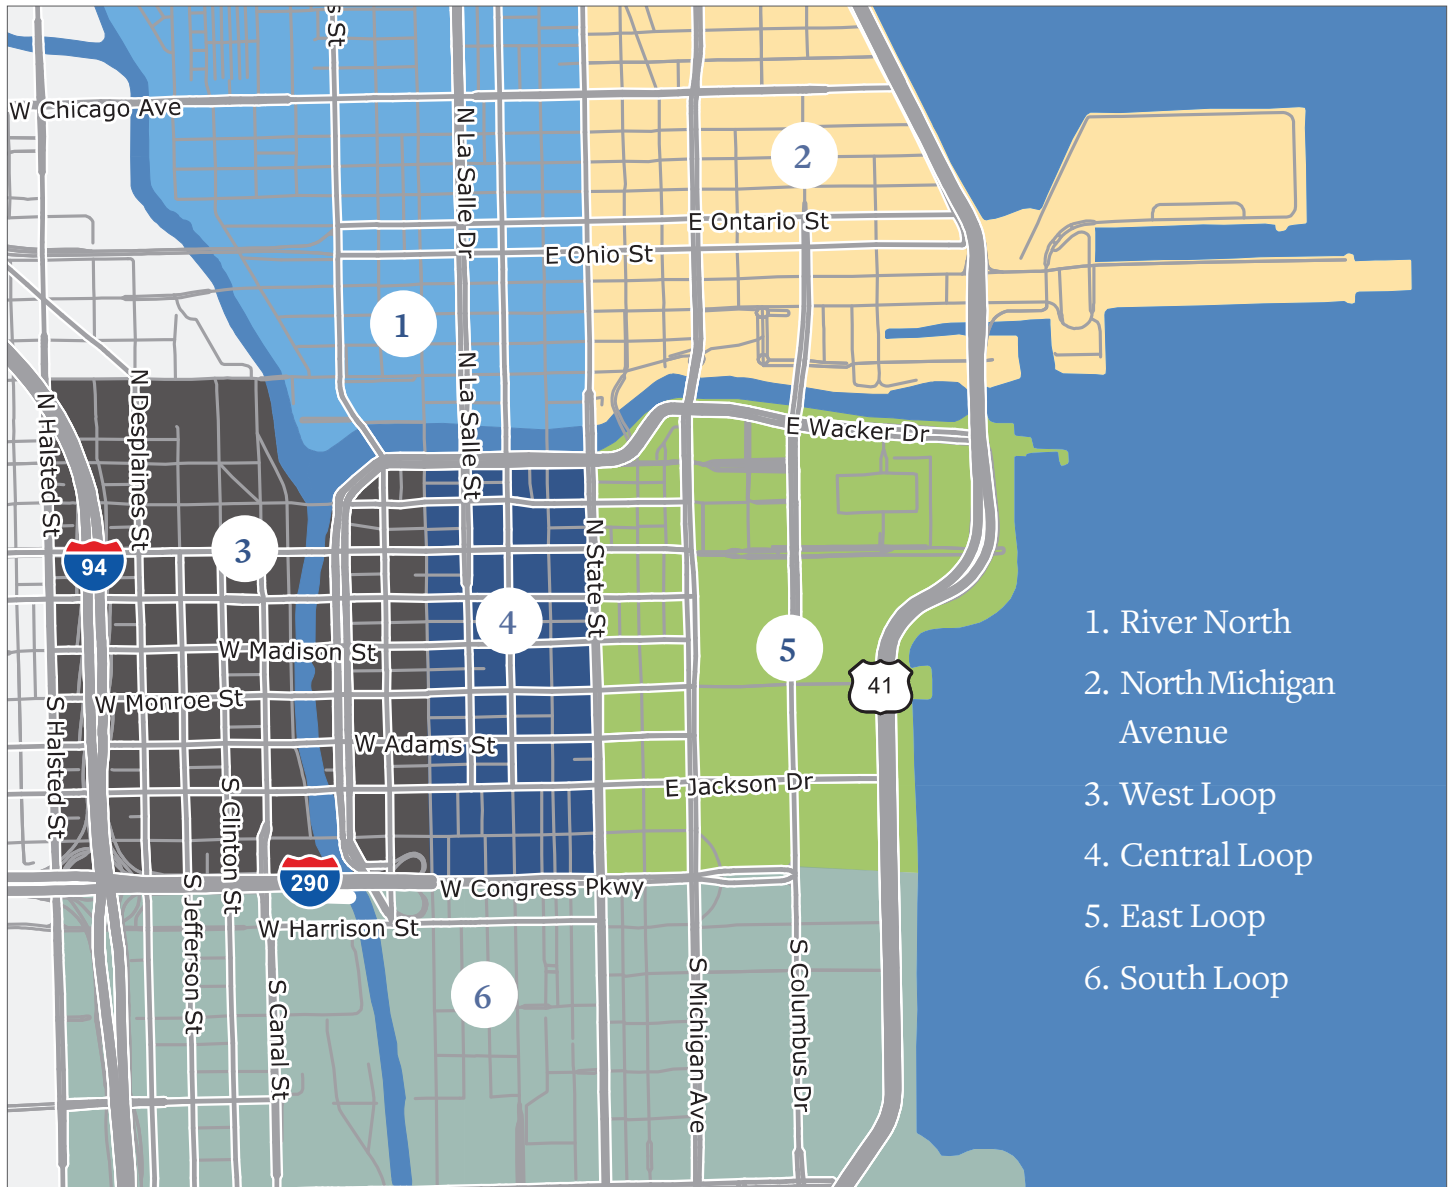 s St
W Chicago Ave
N La Salle Dr
2
E Ontario St
E Ohio St
1
N La Salle St
N Halsted St
N Desplaines St
E Wacker Dr
3
94
N State St
4
5
W Madison St
41
W Monroe St
S Halsted St
W Adams St
E Jackson Dr
S Clinton St
290
W Congress Pkwy
S Jefferson St
W Harrison St
6
S Canal St
S Michigan Ave
S Columbus Dr
1. River North
2. North Michigan
Avenue
3. West Loop
4. Central Loop
5. East Loop
6. South Loop